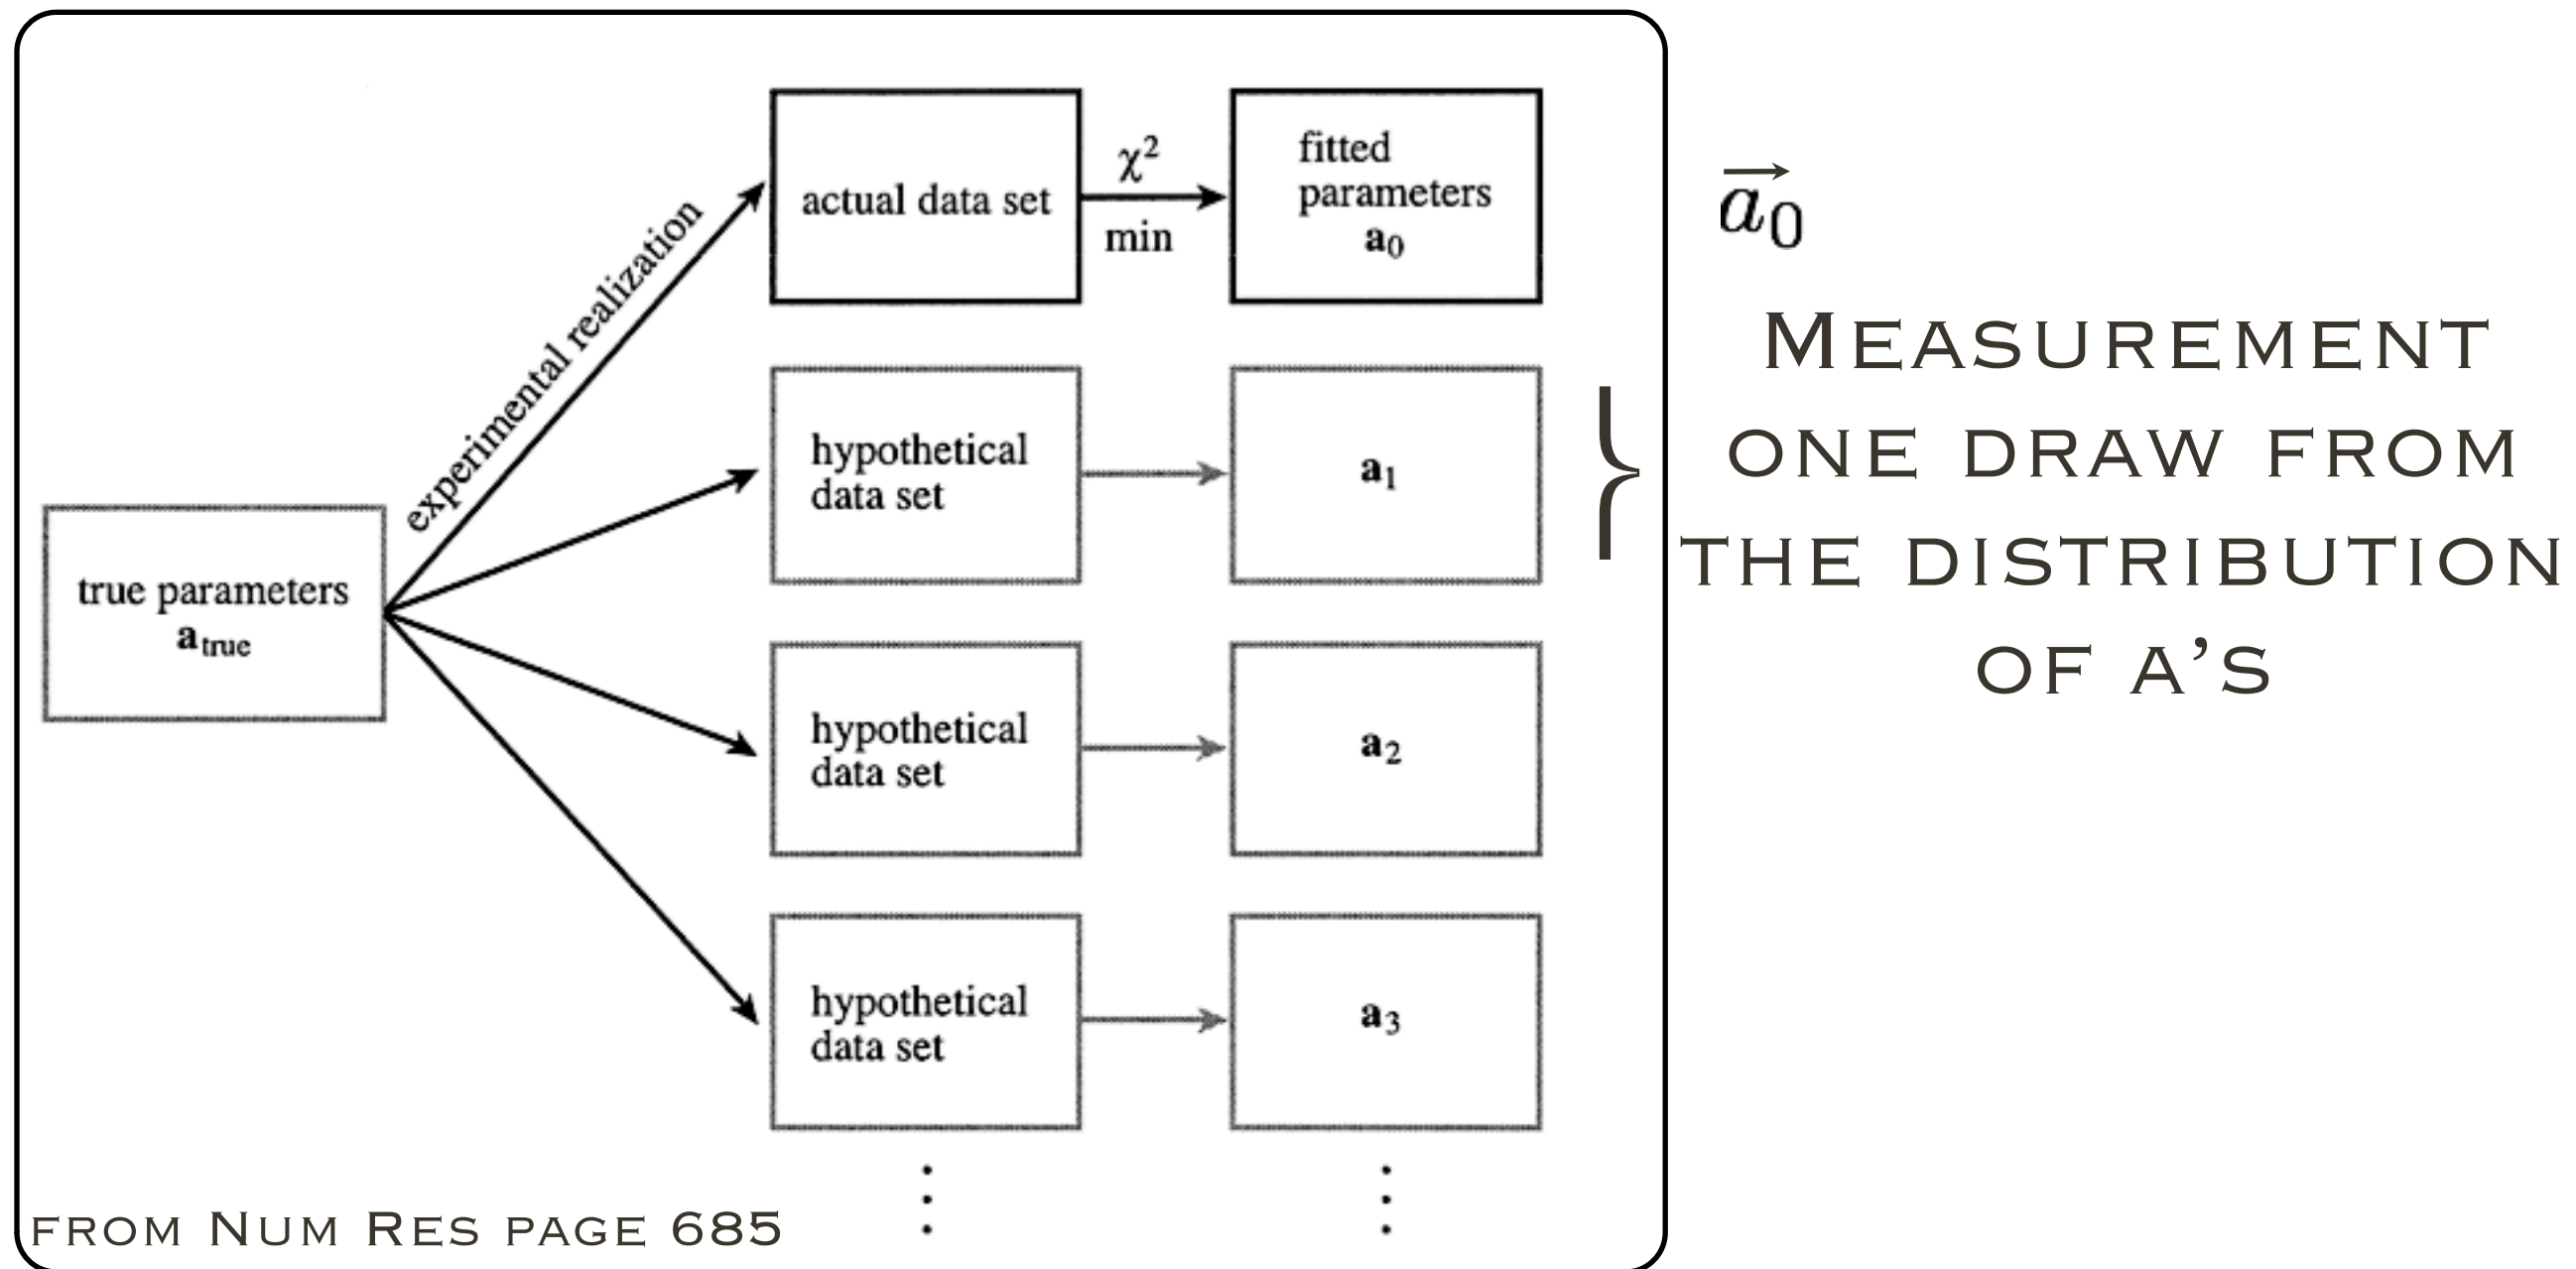 experimental realization
actual data set
χ²
min
fitted
parameters
a₀
hypothetical
data set
a₁
true parameters
a_true
hypothetical
data set
a₂
hypothetical
data set
a₃
FROM NUM RES PAGE 685
a₀
MEASUREMENT
ONE DRAW FROM
THE DISTRIBUTION
OF A'S